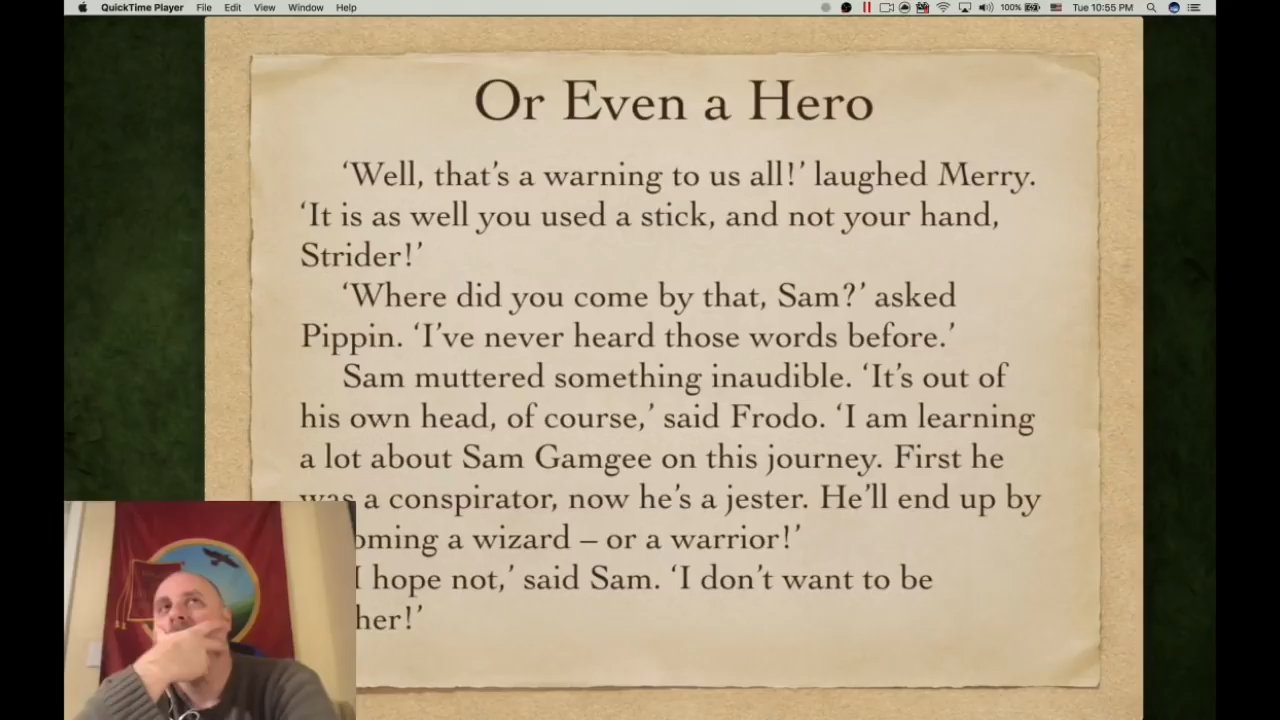 QuickTime Player File Edit View Window Help 100% Tue 10:55 PM
Or Even a Hero
‘Well, that’s a warning to us all!’ laughed Merry.
‘It is as well you used a stick, and not your hand,
Strider!’
‘Where did you come by that, Sam?’ asked
Pippin. ‘I’ve never heard those words before.’
Sam muttered something inaudible. ‘It’s out of
his own head, of course,’ said Frodo. ‘I am learning
a lot about Sam Gamgee on this journey. First he
was a conspirator, now he’s a jester. He’ll end up by
oming a wizard – or a warrior!’
I hope not,’ said Sam. ‘I don’t want to be
her!’